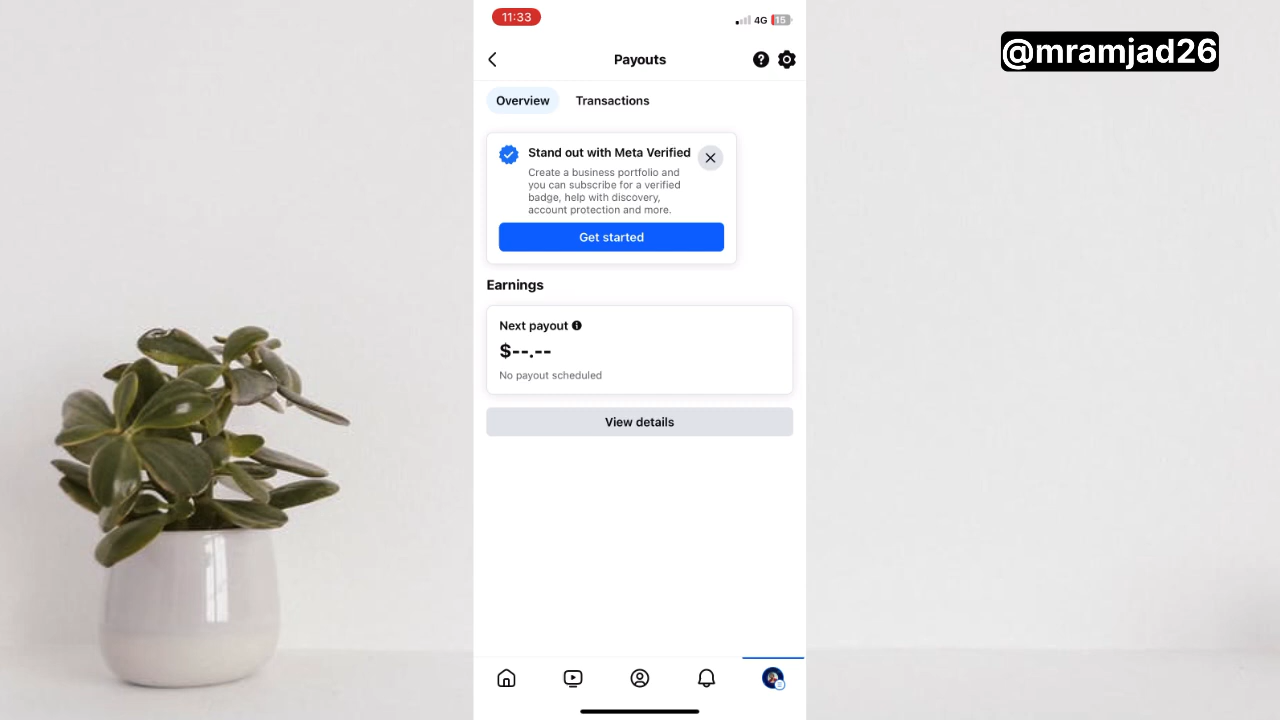 11:33
4G
15
@mramjad26
Payouts
Overview
Transactions
Stand out with Meta Verified
Create a business portfolio and
you can subscribe for a verified
badge, help with discovery,
account protection and more.
Get started
Earnings
Next payout
$--.--
No payout scheduled
View details